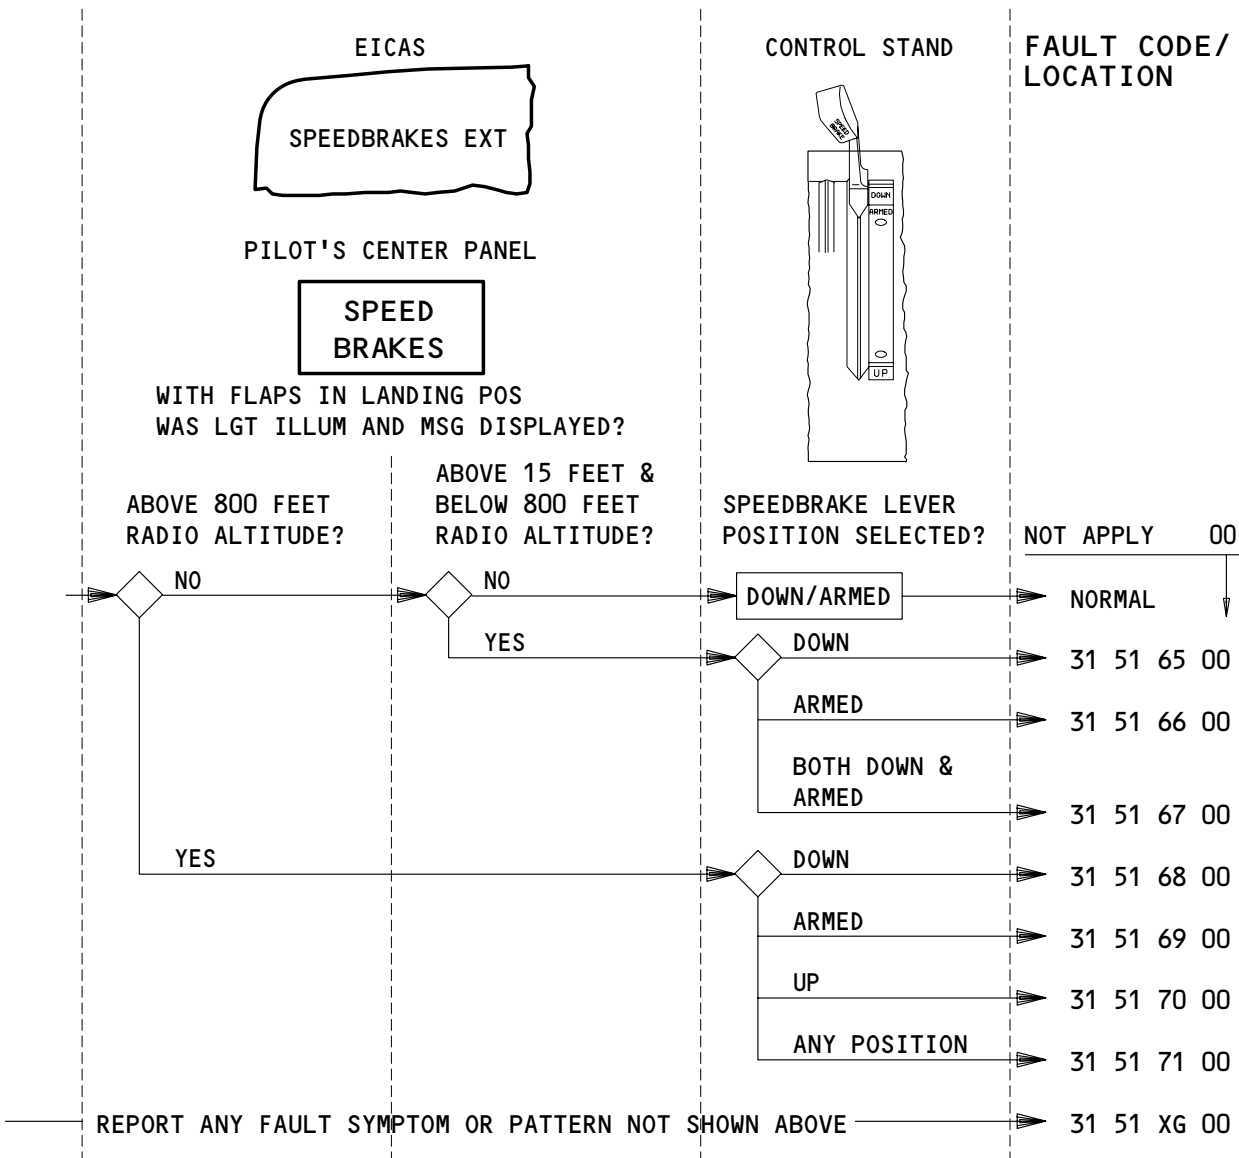 EICAS
CONTROL STAND
FAULT CODE/
LOCATION
SPEEDBRAKES EXT
SPEED
BRAKE
DOWN
ARMED
UP
PILOT'S CENTER PANEL
SPEED
BRAKES
WITH FLAPS IN LANDING POS
WAS LGT ILLUM AND MSG DISPLAYED?
ABOVE 800 FEET
RADIO ALTITUDE?
ABOVE 15 FEET &
BELOW 800 FEET
RADIO ALTITUDE?
SPEEDBRAKE LEVER
POSITION SELECTED?
NOT APPLY 00
NO
NO
DOWN/ARMED
NORMAL
YES
DOWN
31 51 65 00
ARMED
31 51 66 00
BOTH DOWN &
ARMED
31 51 67 00
YES
DOWN
31 51 68 00
ARMED
31 51 69 00
UP
31 51 70 00
ANY POSITION
31 51 71 00
REPORT ANY FAULT SYMPTOM OR PATTERN NOT SHOWN ABOVE
31 51 XG 00